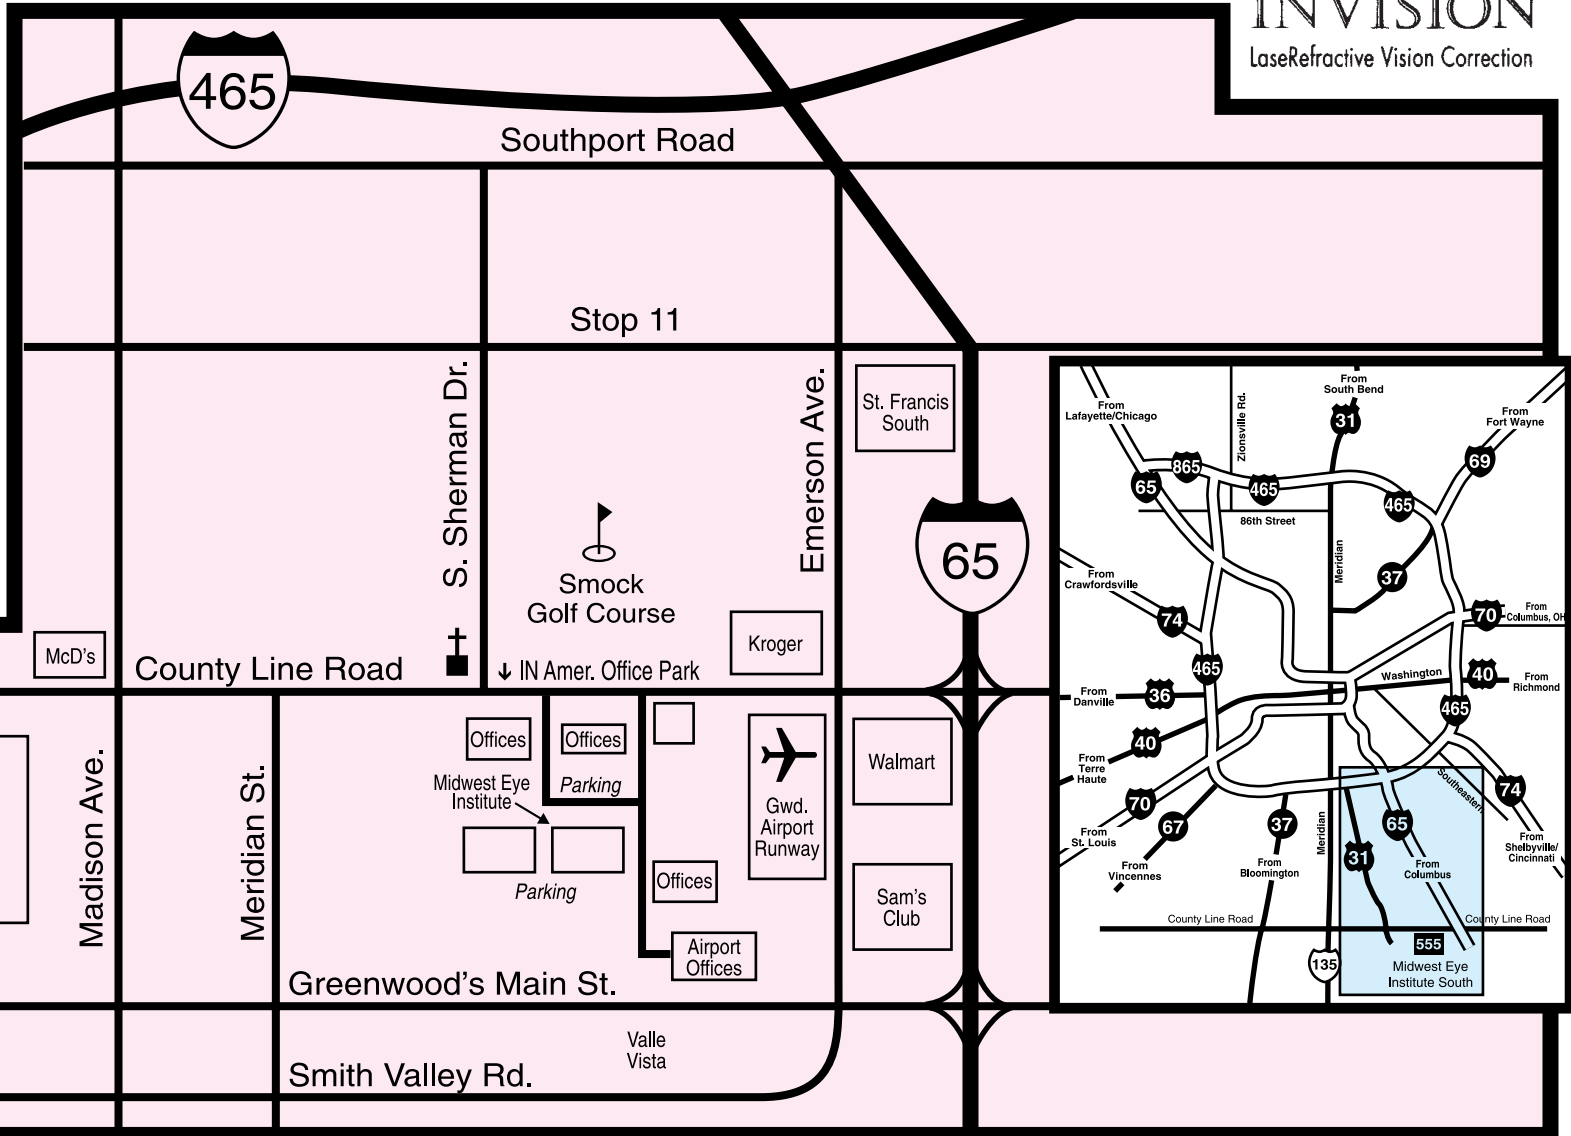 INVISION
LaseRefractive Vision Correction
465
Southport Road
Stop 11
S. Sherman Dr.
Emerson Ave.
St. Francis
South
65
Smock
Golf Course
McD's
County Line Road
↓ IN Amer. Office Park
Kroger
Madison Ave.
Meridian St.
Offices
Offices
Midwest Eye
Institute
Parking
Parking
Offices
Airport
Offices
Gwd.
Airport
Runway
Walmart
Sam's
Club
Greenwood's Main St.
Valle
Vista
Smith Valley Rd.
From
South Bend
31
From
Lafayette/Chicago
Zionsville Rd.
From
Fort Wayne
865
65
465
465
69
86th Street
Meridian
37
From
Crawfordsville
74
70
From
Columbus, OH
465
Washington
40
From
Richmond
From
Danville
36
465
40
From
Terre
Haute
70
67
37
Meridian
65
31
Southeastern
74
From
St. Louis
From
Vincennes
From
Bloomington
From
Columbus
From
Shelbyville/
Cincinnati
County Line Road
County Line Road
555
135
Midwest Eye
Institute South